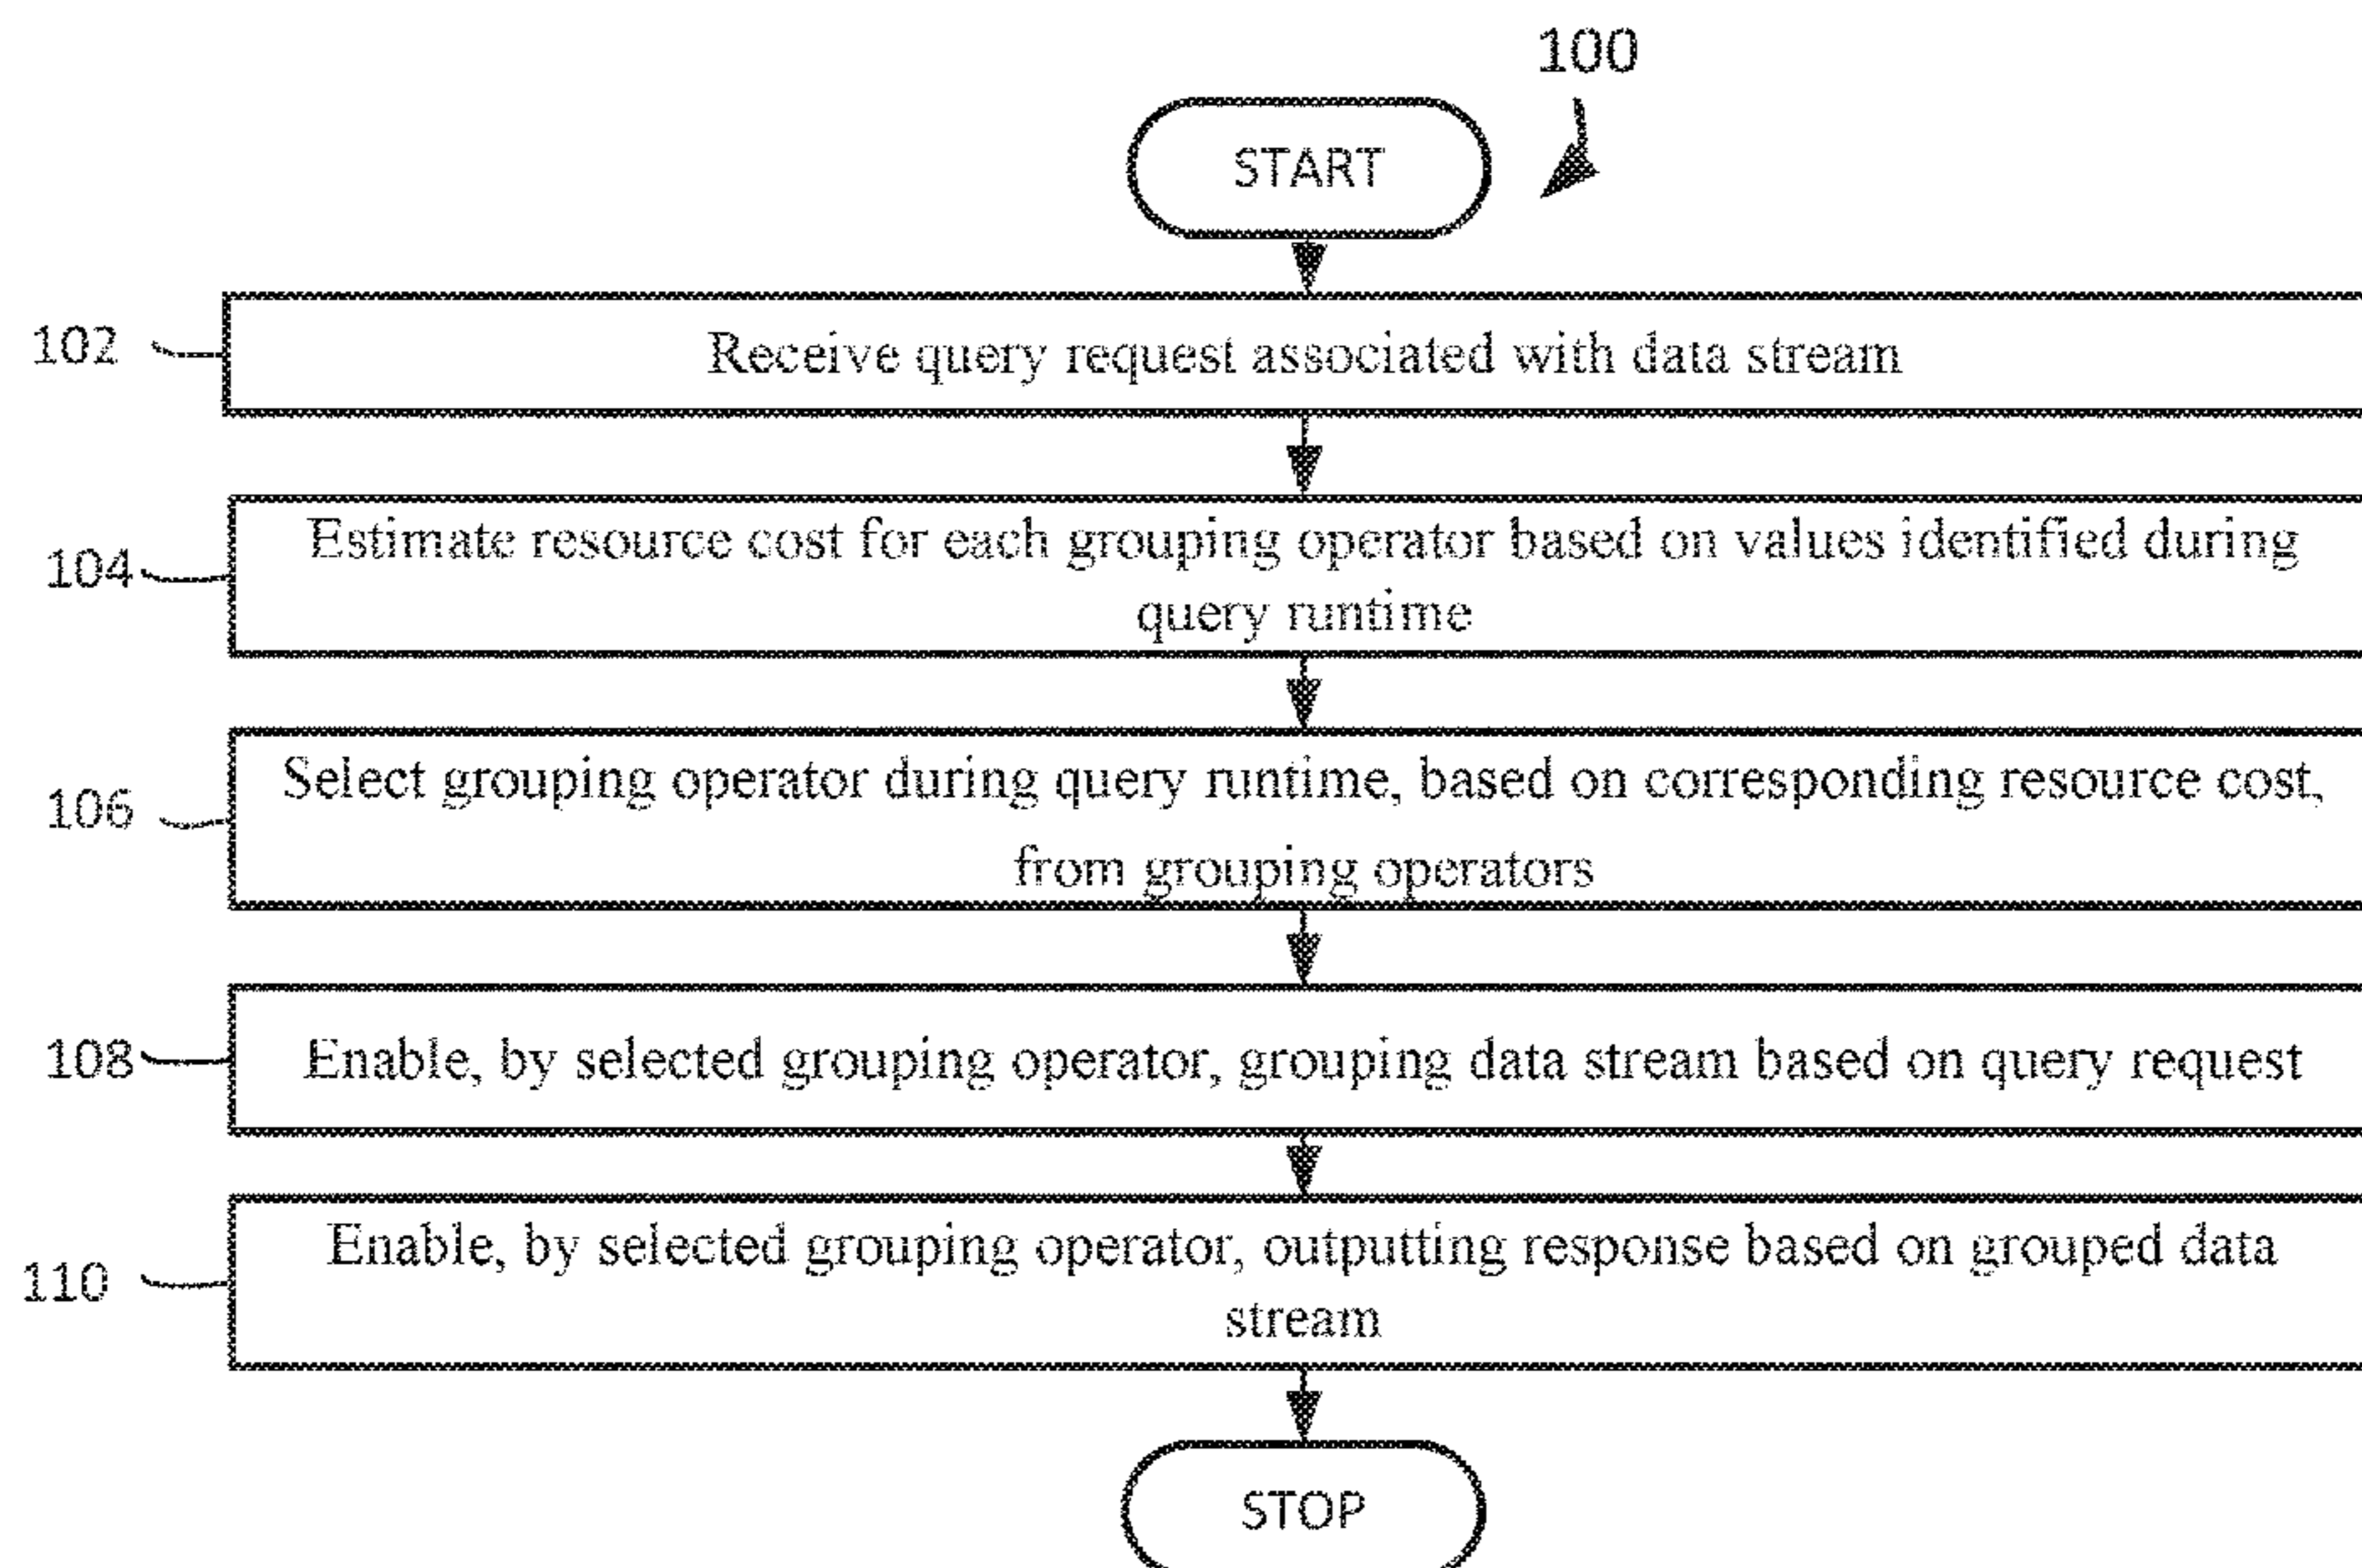 100
START
102
Receive query request associated with data stream
104
Estimate resource cost for each grouping operator based on values identified during
query runtime
106
Select grouping operator during query runtime, based on corresponding resource cost,
from grouping operators
108
Enable, by selected grouping operator, grouping data stream based on query request
110
Enable, by selected grouping operator, outputting response based on grouped data
stream
STOP